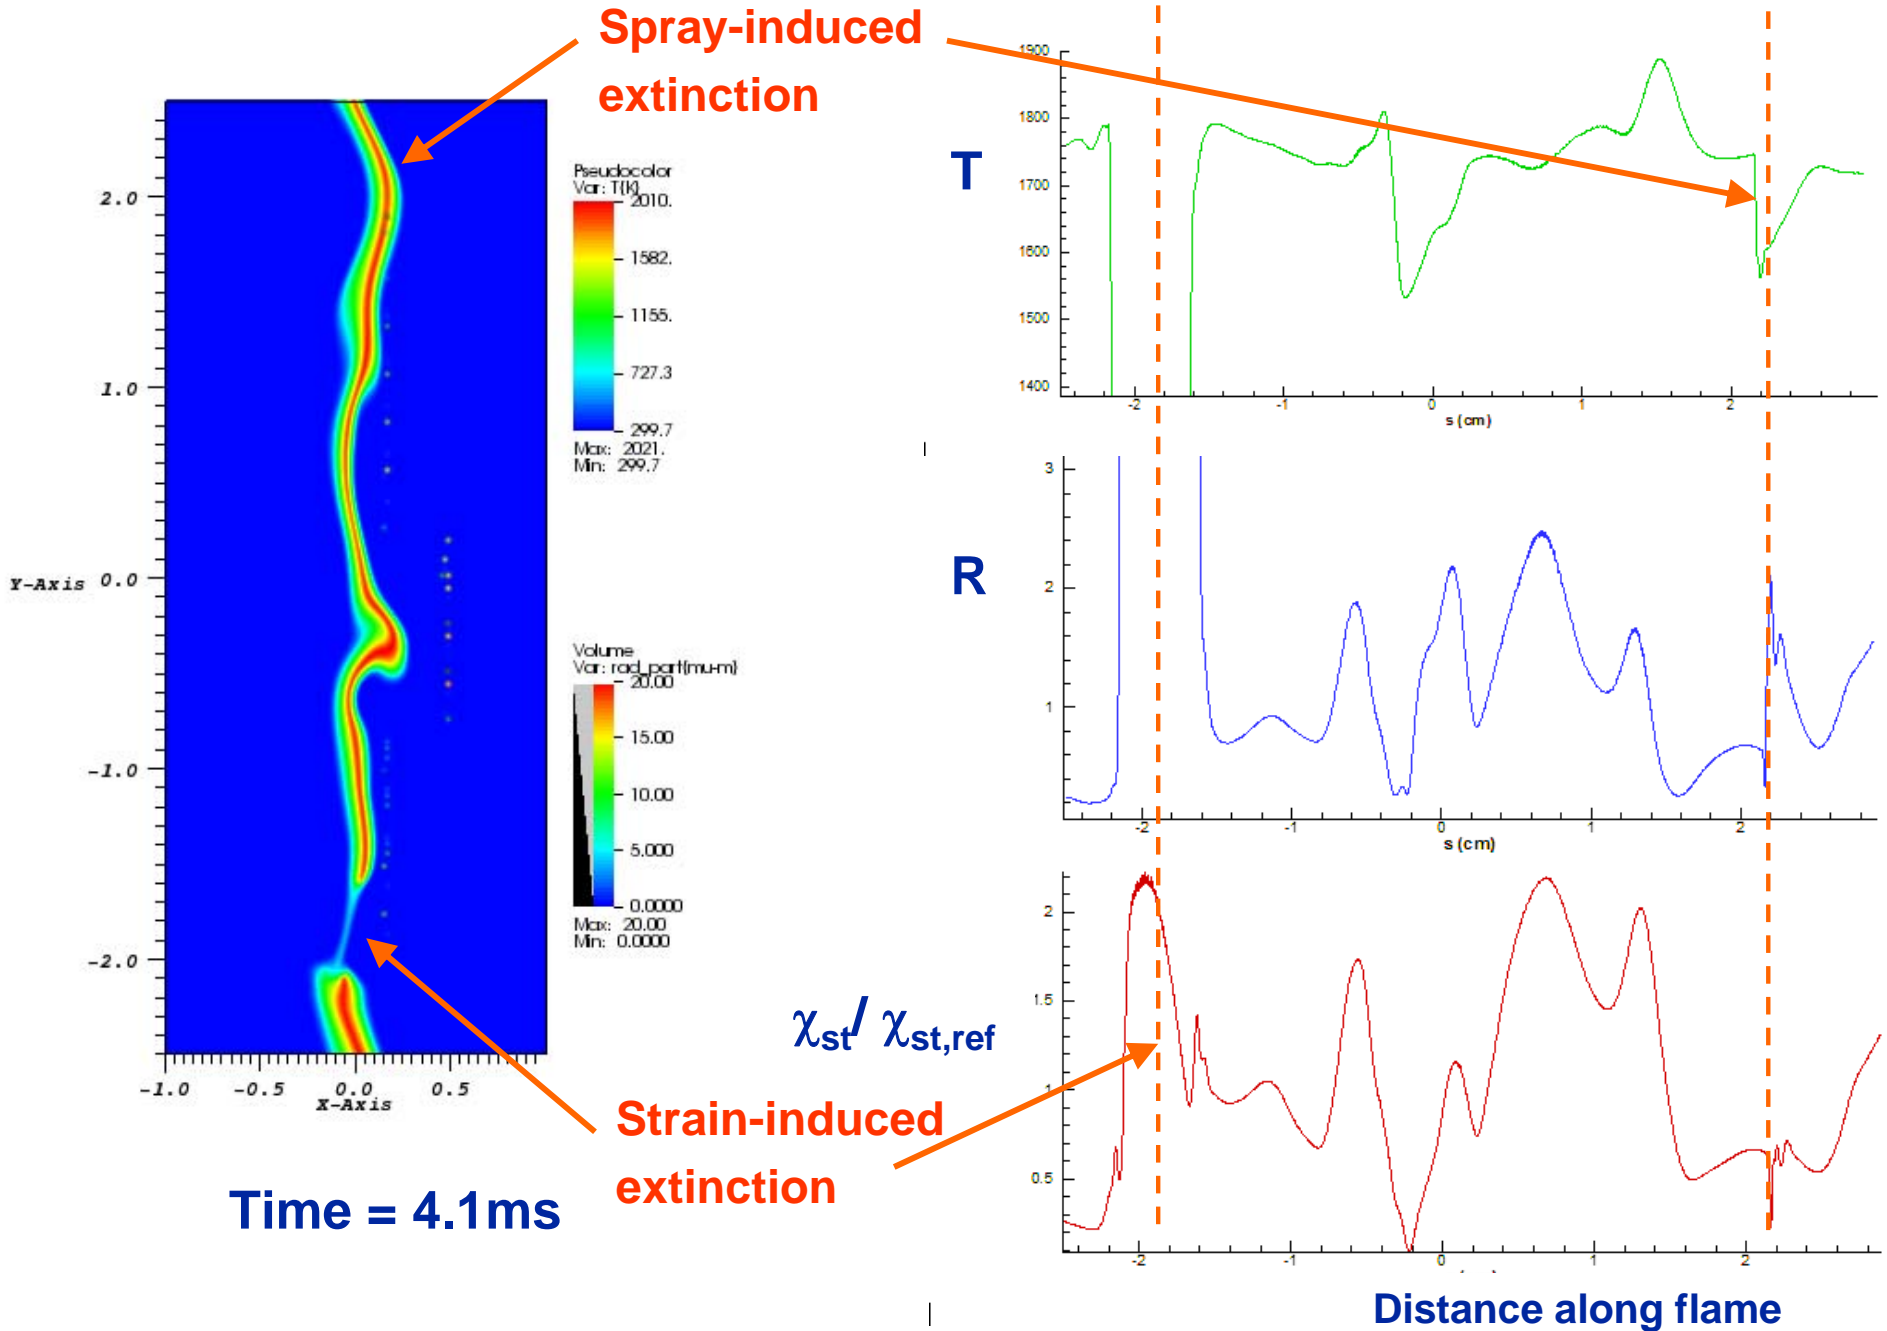 Spray-induced
extinction
2.0
1.0
Y-Axis 0.0
-1.0
-2.0
-1.0 -0.5 0.0 0.5
X-Axis
Pseudocolor
Var: T(K)
2010.
1582.
1155.
727.3
299.7
Max: 2021.
Min: 299.7
Volume
Var: rad_part(mu-m)
20.00
15.00
10.00
5.000
0.0000
Max: 20.00
Min: 0.0000
T
1900
1800
1700
1600
1500
1400
-2 -1 0 1 2
s (cm)
R
3
2
1
-2 -1 0 1 2
s (cm)
χst/ χst,ref
2
1.5
1
0.5
-2 -1 0 1 2
Strain-induced
extinction
Time = 4.1ms
Distance along flame